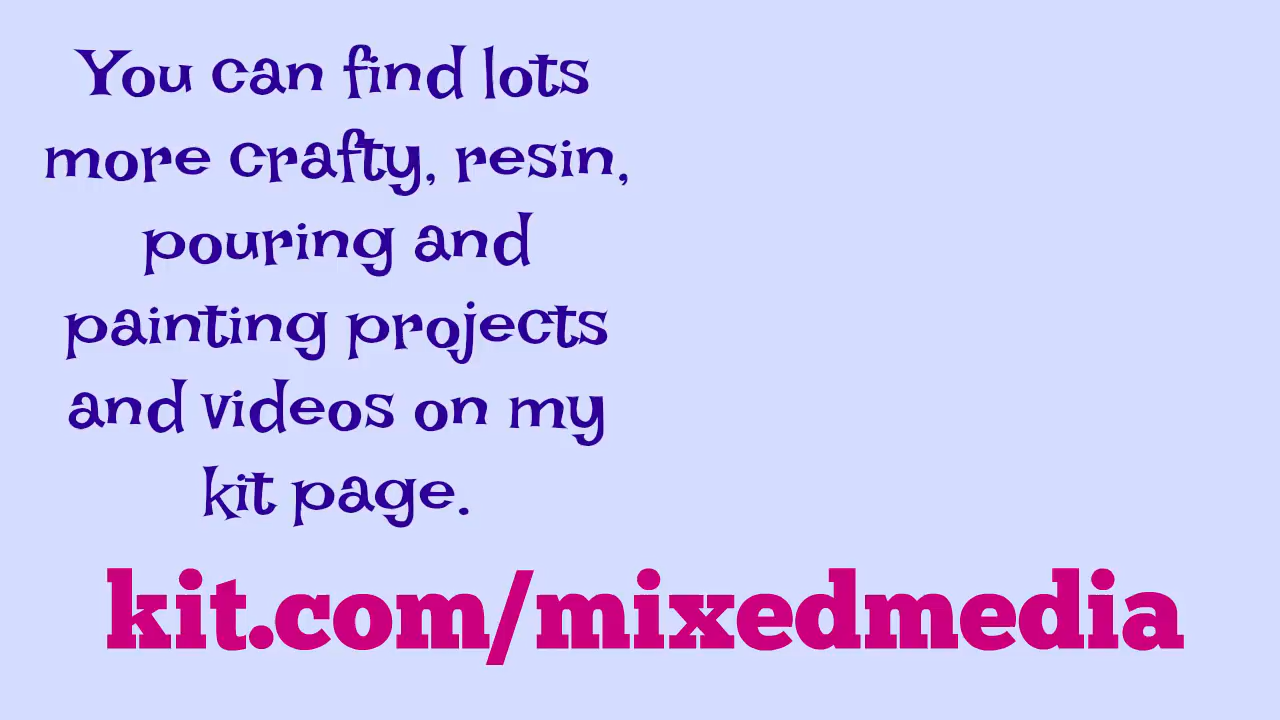 You can find lots
more crafty, resin,
pouring and
painting projects
and videos on my
kit page.
kit.com/mixedmedia